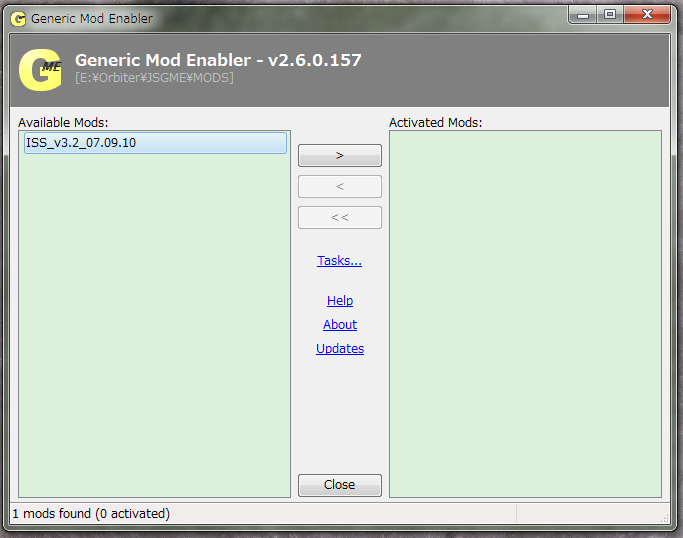 Generic Mod Enabler
GME
Generic Mod Enabler - v2.6.0.157
[E:¥Orbiter¥JSGME¥MODS]
Available Mods:
Activated Mods:
ISS_v3.2_07.09.10
>
<
<<
Tasks...
Help
About
Updates
Close
1 mods found (0 activated)